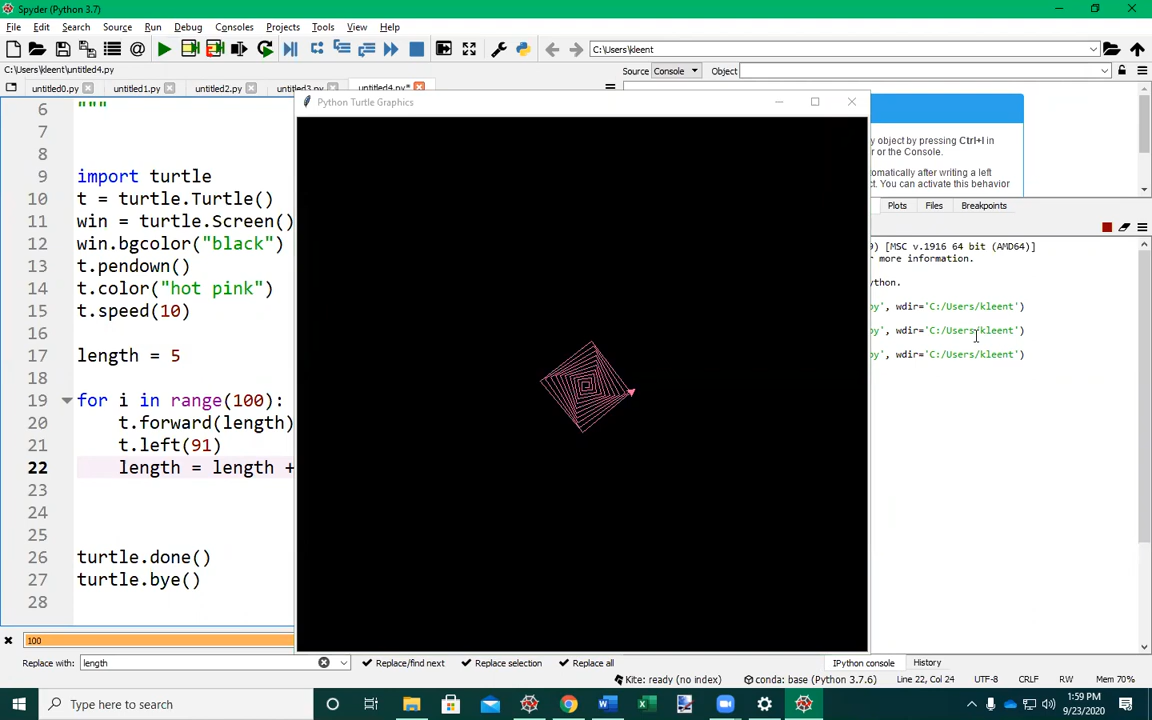 Spyder (Python 3.7)
File Edit Search Source Run Debug Consoles Projects Tools View Help
C:\Users\kleent
C:\Users\kleent\untitled4.py
Source Console Object
untitled0.py untitled1.py untitled2.py untitled3.py untitled4.py*
Python Turtle Graphics
object by pressing Ctrl+I in
r or the Console.
omatically after writing a left
ct. You can activate this behavior
Plots Files Breakpoints
9) [MSC v.1916 64 bit (AMD64)]
r more information.
ython.
py', wdir='C:/Users/kleent')
py', wdir='C:/Users/kleent')
py', wdir='C:/Users/kleent')
6 """
7
8
9 import turtle
10 t = turtle.Turtle()
11 win = turtle.Screen()
12 win.bgcolor("black")
13 t.pendown()
14 t.color("hot pink")
15 t.speed(10)
16
17 length = 5
18
19 for i in range(100):
20 t.forward(length)
21 t.left(91)
22 length = length +
23
24
25
26 turtle.done()
27 turtle.bye()
28
100
Replace with: length Replace/find next Replace selection Replace all
IPython console History
Kite: ready (no index) conda: base (Python 3.7.6) Line 22, Col 24 UTF-8 CRLF RW Mem 70%
Type here to search
1:59 PM
9/23/2020